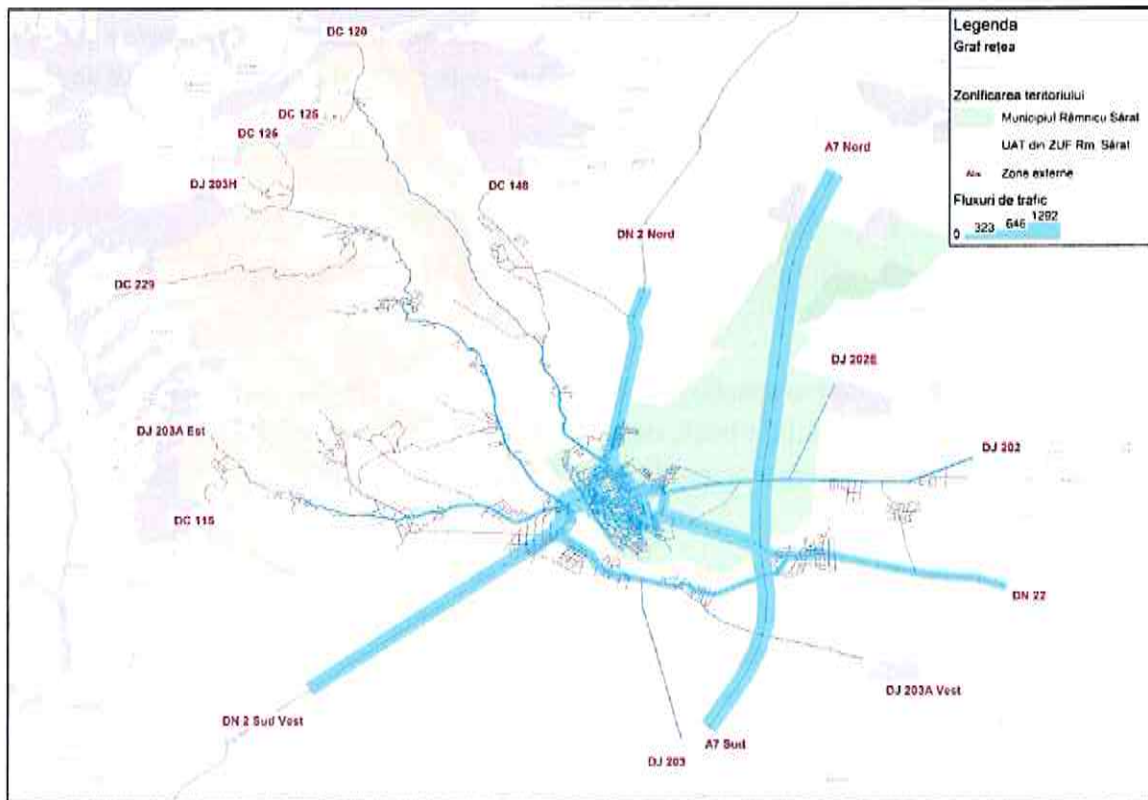 DC 120
DC 125
DC 126
DJ 203H
DC 148
DN 2 Nord
A7 Nord
DC 229
DJ 202E
DJ 203A Est
DJ 202
DC 115
DN 22
DJ 203A Vest
DN 2 Sud Vest
A7 Sud
DJ 203
Legenda
Graf rețea
Zonificarea teritoriului
Municipiul Râmnicu Sărat
UAT din ZUF Rm. Sărat
Zone externe
Fluxuri de trafic
0 323 646 1292